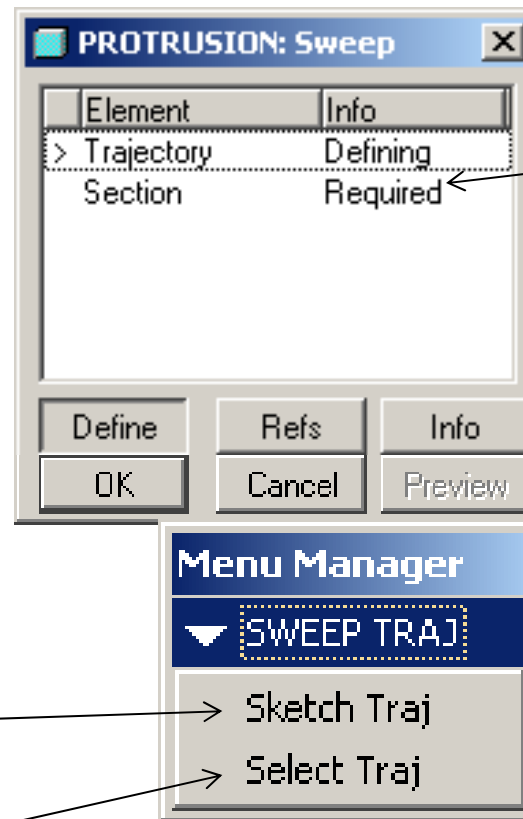 PROTRUSION: Sweep
Element Info
> Trajectory Defining
Section Required
Define Refs Info
OK Cancel Preview
Menu Manager
SWEEP TRAJ
Sketch Traj
Select Traj